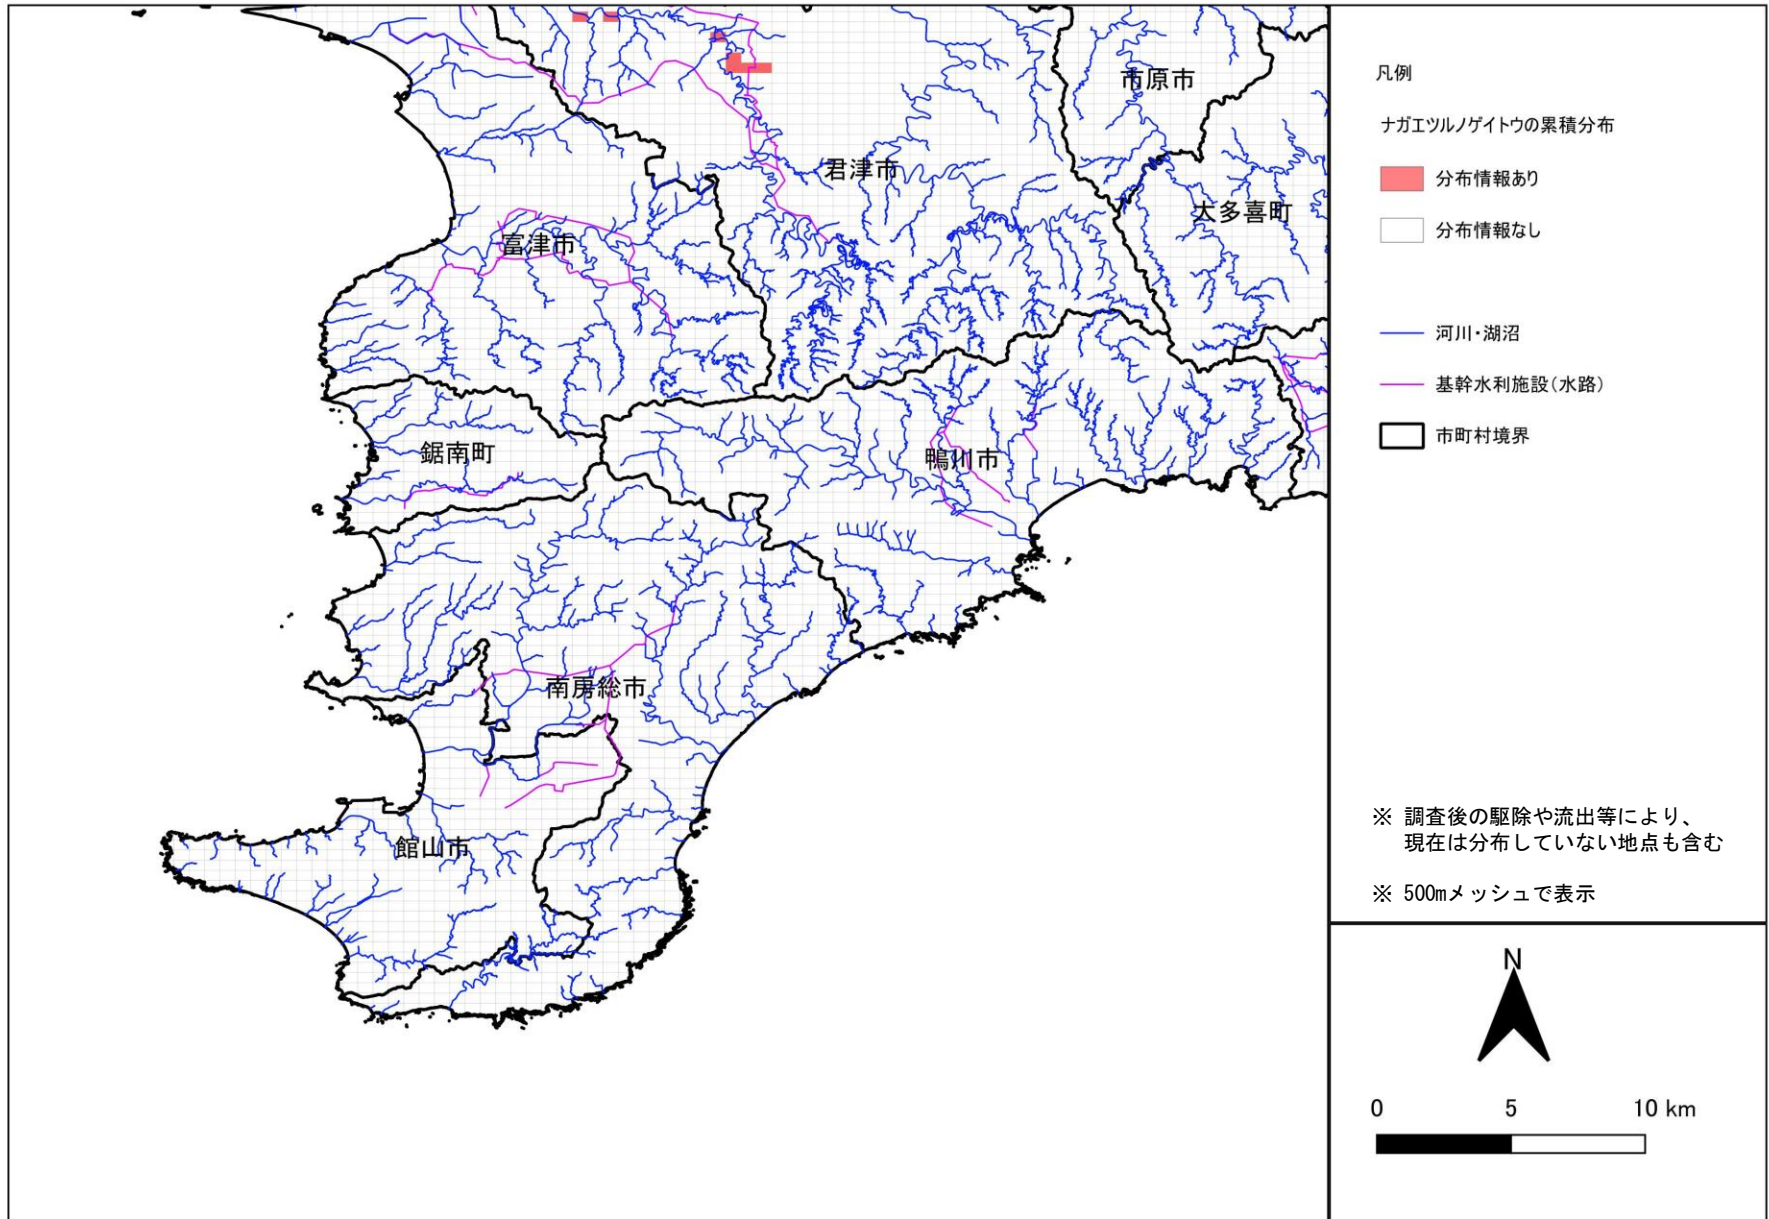 市原市
君津市
大多喜町
富津市
鋸南町
鴨川市
南房総市
館山市
凡例
ナガエツルノゲイトウの累積分布
分布情報あり
分布情報なし
河川・湖沼
基幹水利施設(水路)
市町村境界
※ 調査後の駆除や流出等により、
現在は分布していない地点も含む
※ 500mメッシュで表示
N
0 5 10 km